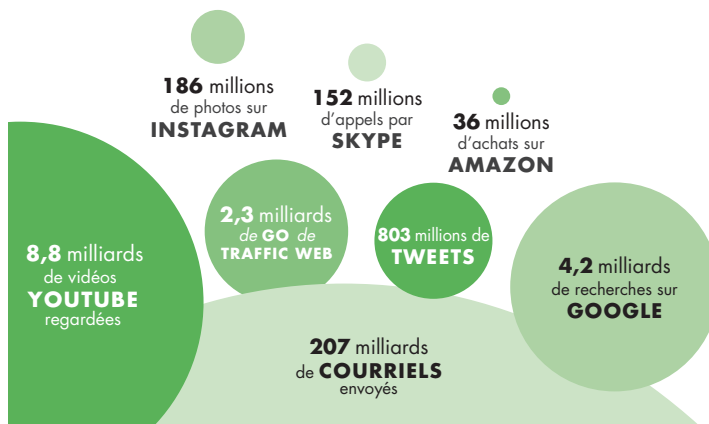 186 millions
de photos sur
INSTAGRAM
152 millions
d'appels par
SKYPE
36 millions
d'achats sur
AMAZON
8,8 milliards
de vidéos
YOUTUBE
regardées
2,3 milliards
de GO de
TRAFFIC WEB
803 millions de
TWEETS
4,2 milliards
de recherches sur
GOOGLE
207 milliards
de COURRIELS
envoyés